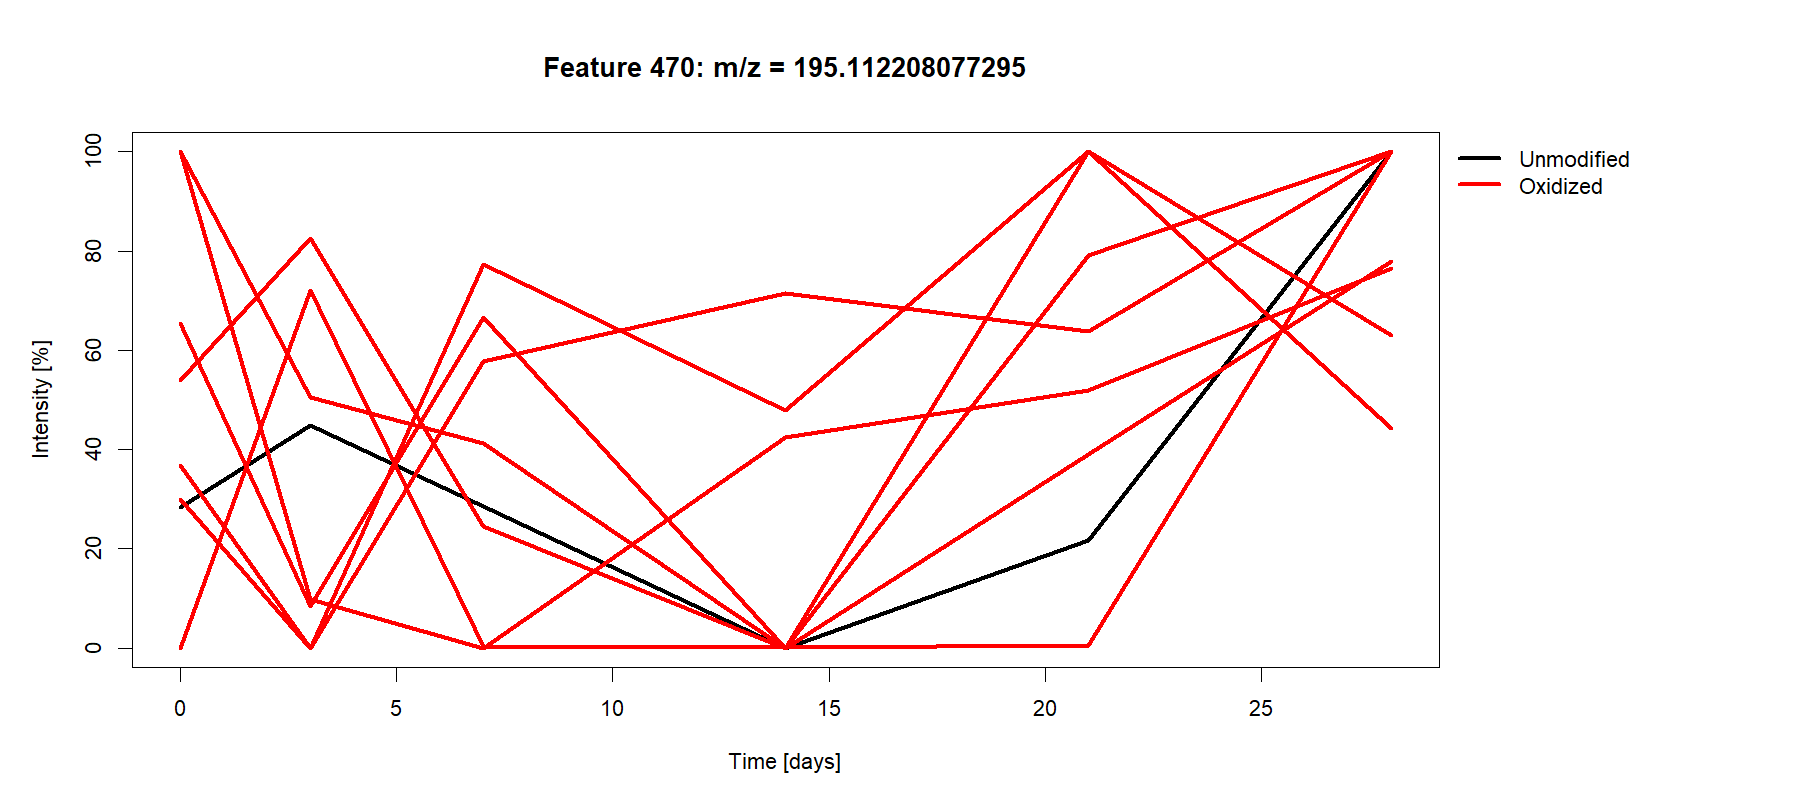 Feature 470: m/z = 195.112208077295
Unmodified
Oxidized
Intensity [%]
100
80
60
40
20
0
0 5 10 15 20 25
Time [days]